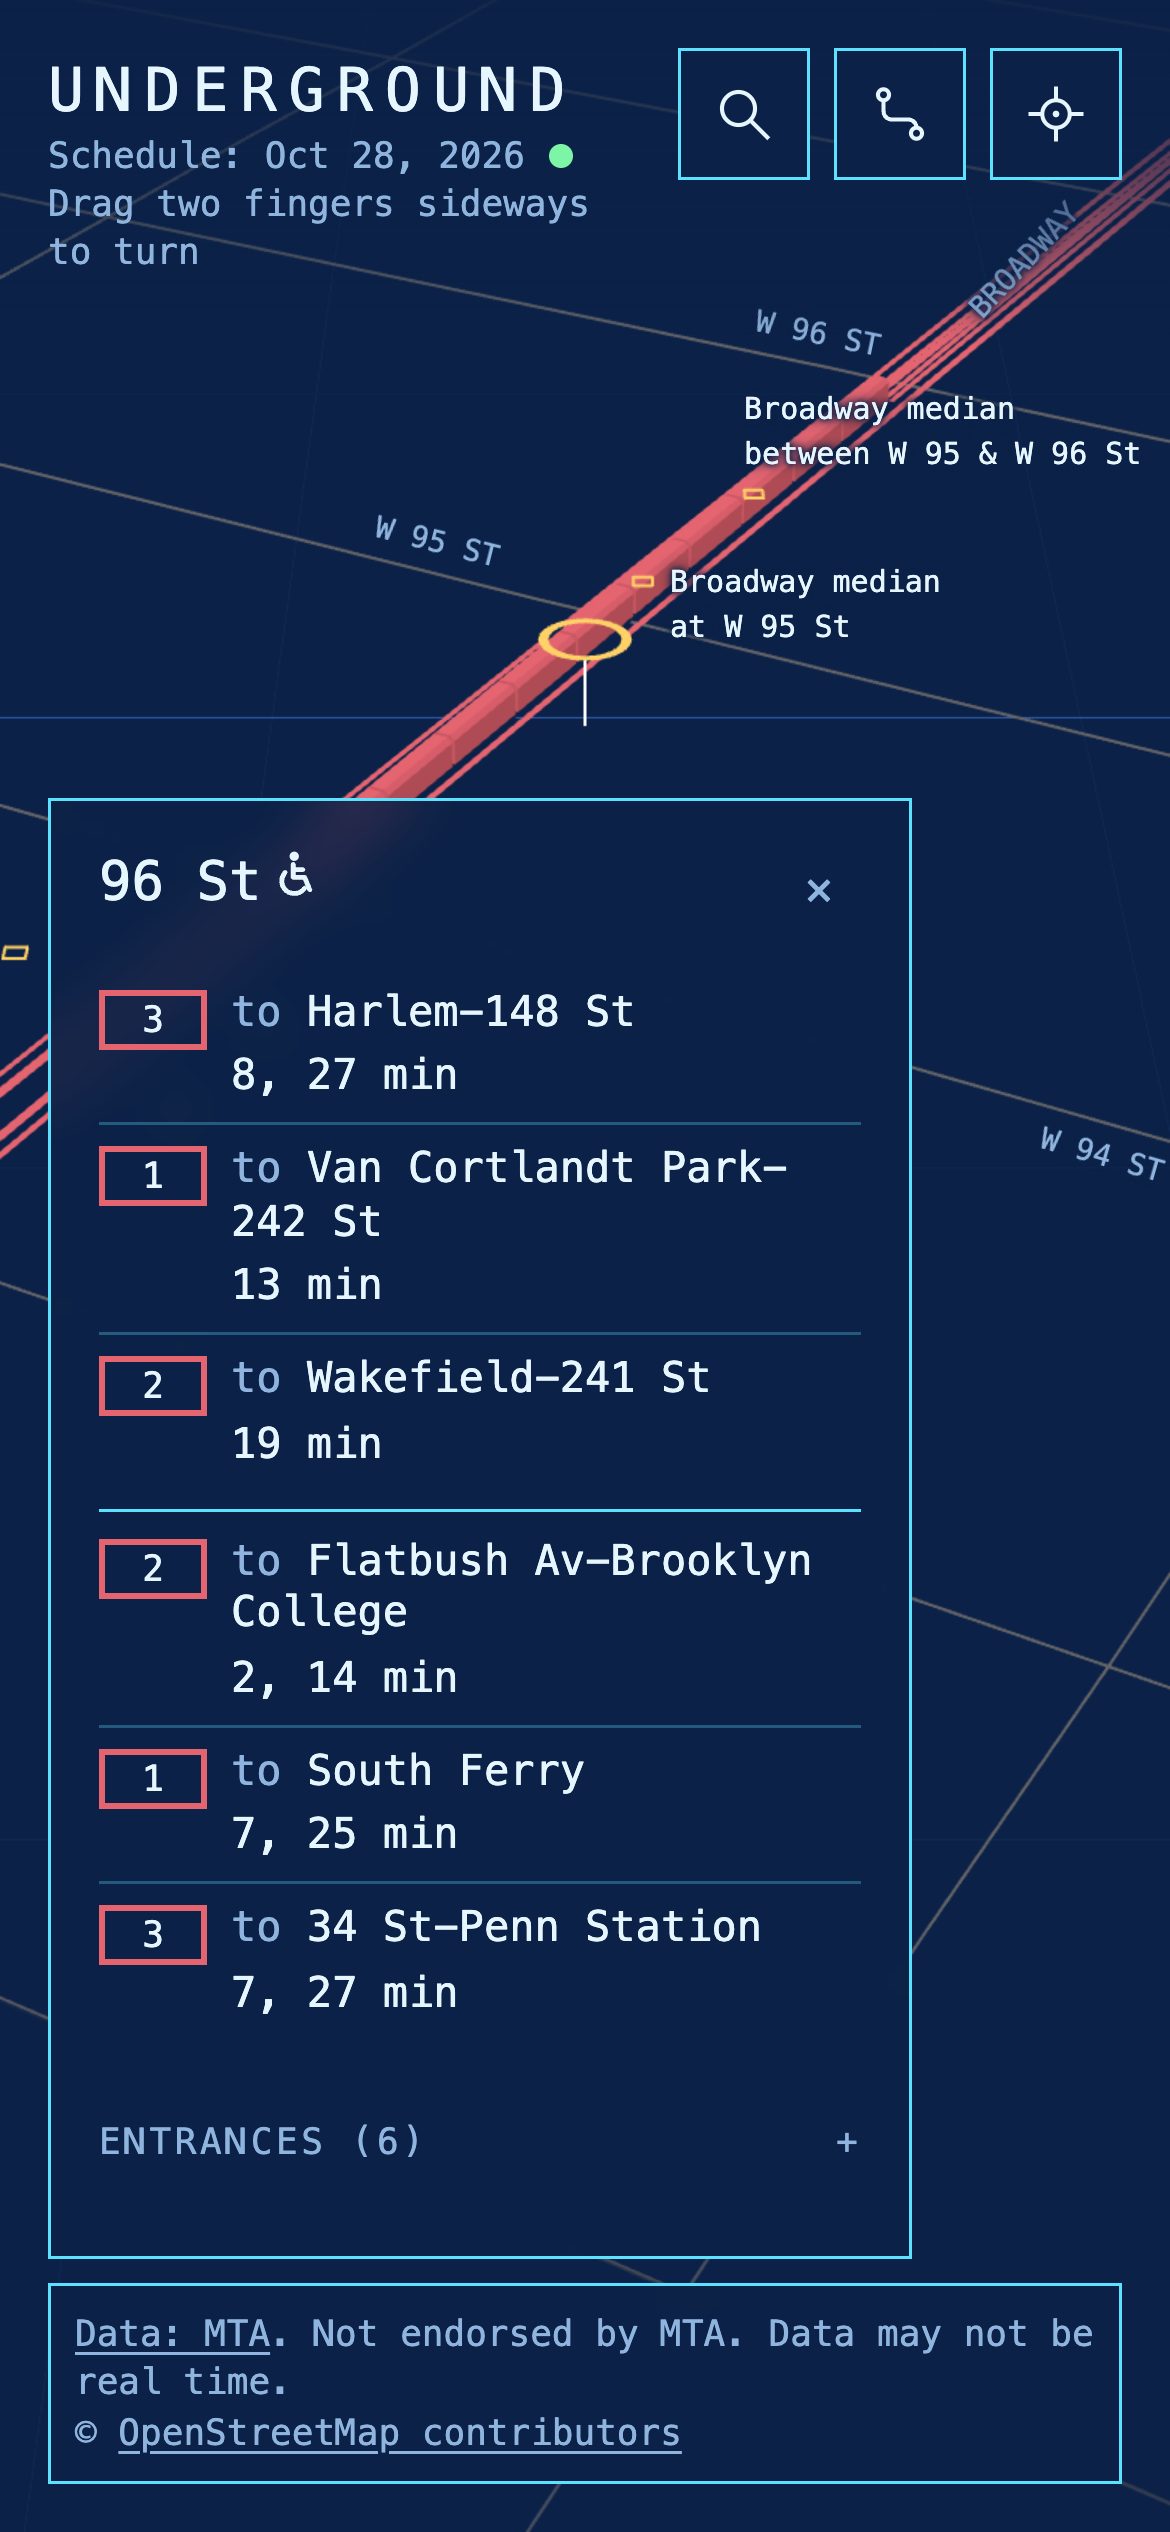 UNDERGROUND
Schedule: Oct 28, 2026
Drag two fingers sideways
to turn
BROADWAY
W 96 ST
Broadway median
between W 95 & W 96 St
W 95 ST
Broadway median
at W 95 St
96 St
×
3 to Harlem–148 St
8, 27 min
W 94 ST
1 to Van Cortlandt Park–
242 St
13 min
2 to Wakefield–241 St
19 min
2 to Flatbush Av–Brooklyn
College
2, 14 min
1 to South Ferry
7, 25 min
3 to 34 St–Penn Station
7, 27 min
ENTRANCES (6) +
Data: MTA. Not endorsed by MTA. Data may not be
real time.
© OpenStreetMap contributors